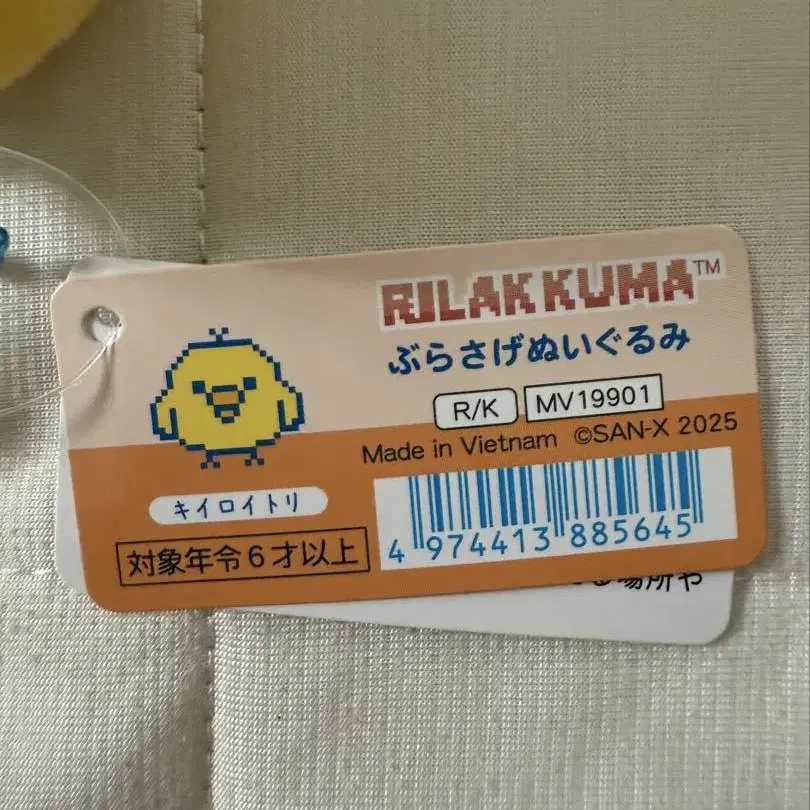 RILAKKUMA™
ぶらさげぬいぐるみ
R/K MV19901
Made in Vietnam ©SAN-X 2025
キイロイトリ
対象年令6才以上
4 974413 885645
場所や